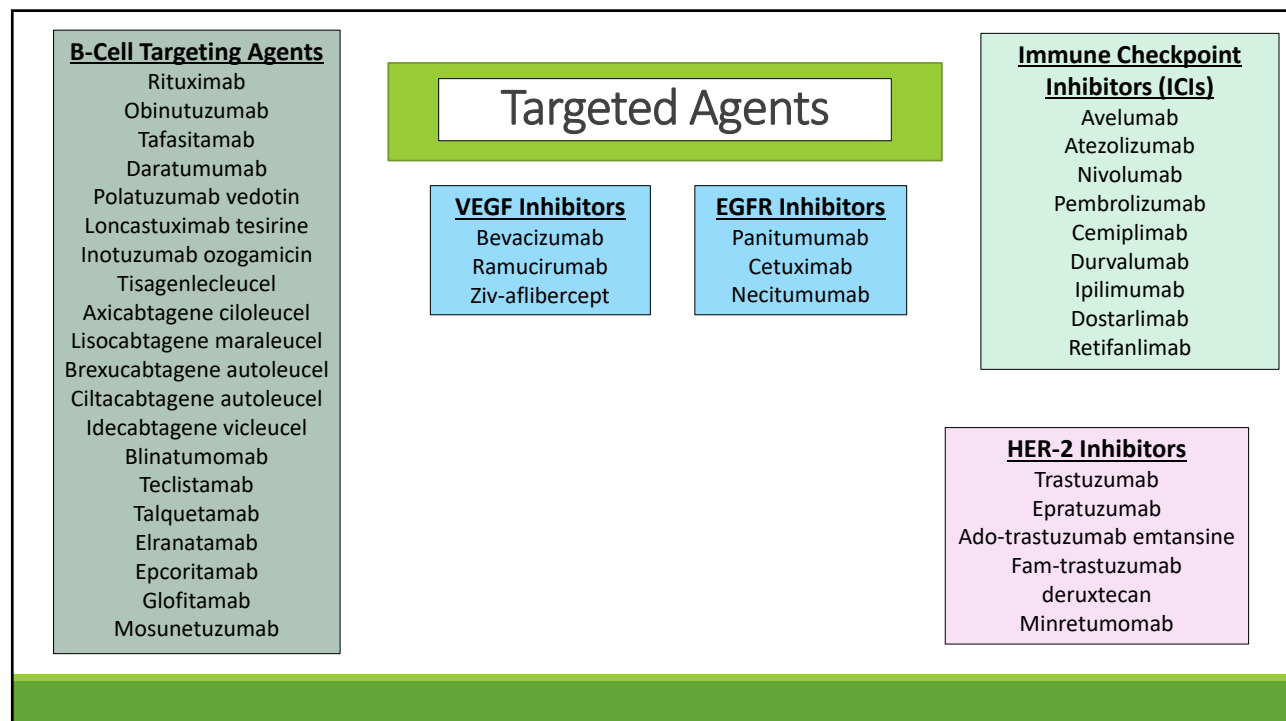 Targeted Agents
B-Cell Targeting Agents
Rituximab
Obinutuzumab
Tafasitamab
Daratumumab
Polatuzumab vedotin
Loncastuximab tesirine
Inotuzumab ozogamicin
Tisagenlecleucel
Axicabtagene ciloleucel
Lisocabtagene maraleucel
Brexucabtagene autoleucel
Ciltacabtagene autoleucel
Idecabtagene vicleucel
Blinatumomab
Teclistamab
Talquetamab
Elranatamab
Epcoritamab
Glofitamab
Mosunetuzumab
VEGF Inhibitors
Bevacizumab
Ramucirumab
Ziv-aflibercept
EGFR Inhibitors
Panitumumab
Cetuximab
Necitumumab
Immune Checkpoint
Inhibitors (ICIs)
Avelumab
Atezolizumab
Nivolumab
Pembrolizumab
Cemiplimab
Durvalumab
Ipilimumab
Dostarlimab
Retifanlimab
HER-2 Inhibitors
Trastuzumab
Epratuzumab
Ado-trastuzumab emtansine
Fam-trastuzumab
deruxtecan
Minretumomab